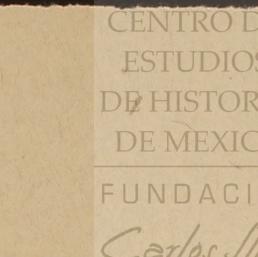 CENTRO D
ESTUDIOS
DE HISTOR
DE MEXIC
FUNDACI
Carlos